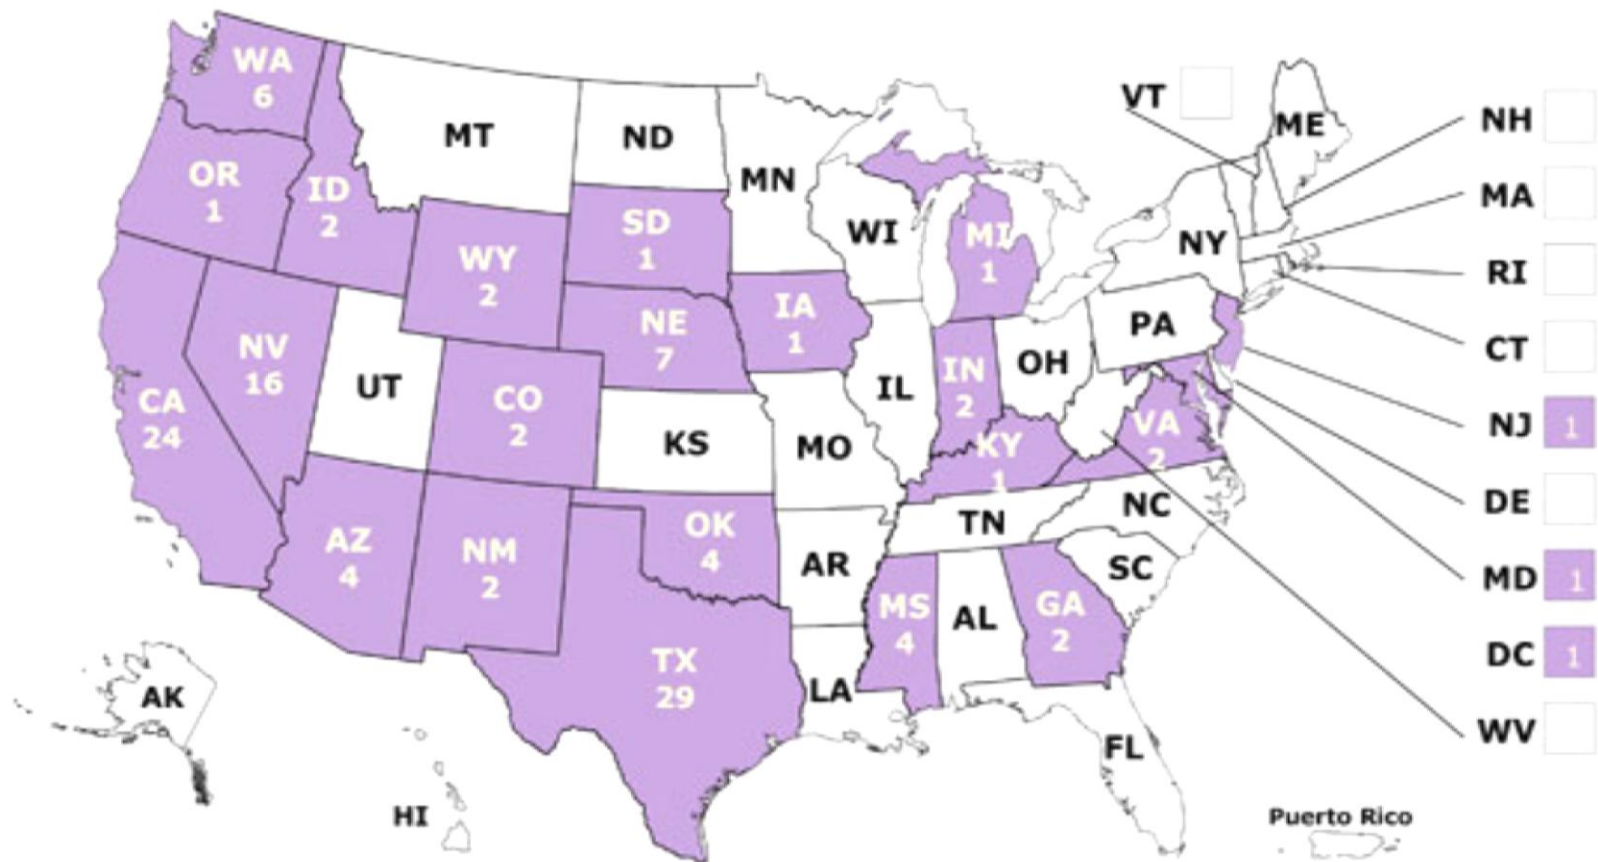 WA
6
MT
ND
MN
VT
ME
NH
OR
1
ID
2
SD
1
WI
MI
1
NY
MA
WY
2
RI
NE
7
IA
1
PA
CT
NV
16
UT
CO
2
IL
IN
2
OH
NJ 1
CA
24
KS
MO
KY
1
VA
2
DE
AZ
4
NM
2
OK
4
AR
TN
NC
SC
MD 1
TX
29
LA
MS
4
AL
GA
2
DC 1
AK
FL
WV
HI
Puerto Rico